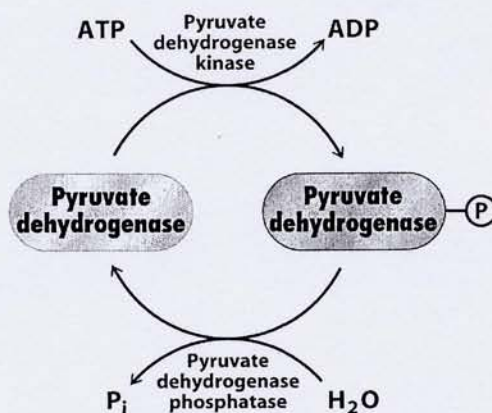 ATP
Pyruvate
dehydrogenase
kinase
ADP
Pyruvate
dehydrogenase
Pyruvate
dehydrogenase
P
Pyruvate
dehydrogenase
phosphatase
Pᵢ
H₂O